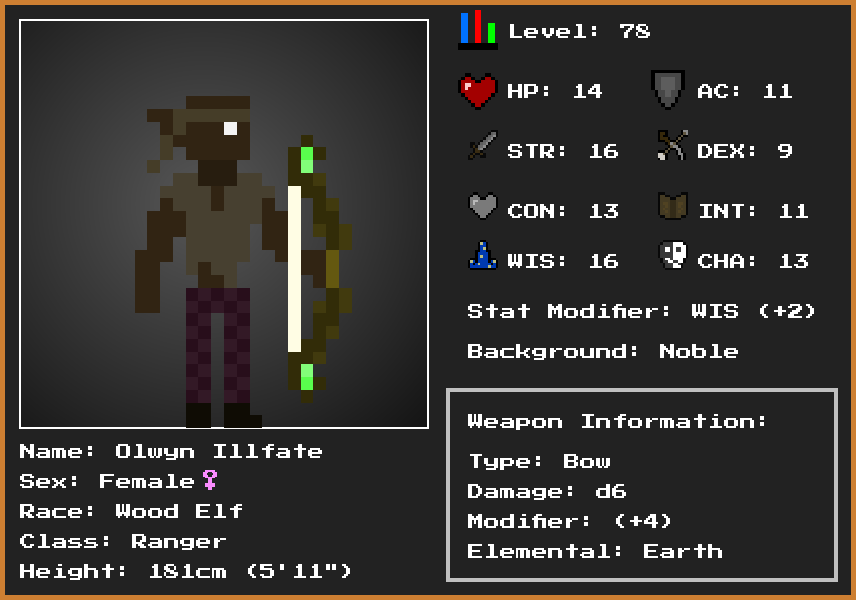 Level: 78
HP: 14 AC: 11
STR: 16 DEX: 9
CON: 13 INT: 11
WIS: 16 CHA: 13
Stat Modifier: WIS (+2)
Background: Noble
Weapon Information:
Type: Bow
Damage: d6
Modifier: (+4)
Elemental: Earth
Name: Olwyn Illfate
Sex: Female♀
Race: Wood Elf
Class: Ranger
Height: 181cm (5'11")